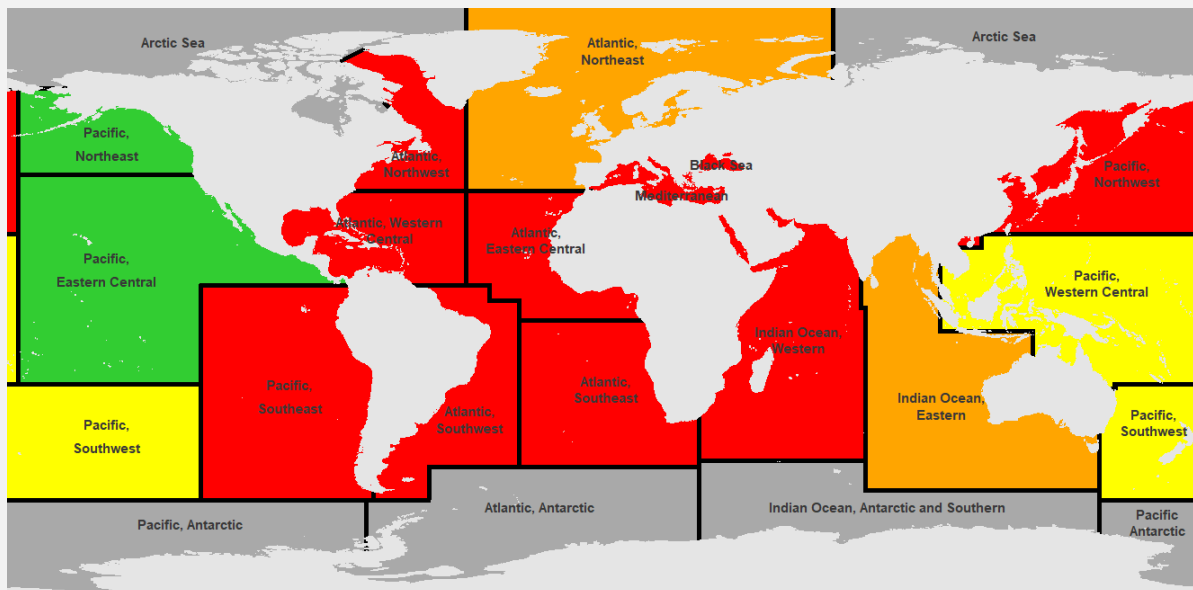 Arctic Sea
Atlantic,
Northeast
Arctic Sea
Pacific,
Northeast
Atlantic,
Northwest
Black Sea
Mediterranean
Pacific,
Northwest
Atlantic, Western
Central
Atlantic,
Eastern Central
Pacific,
Eastern Central
Pacific,
Western Central
Indian Ocean,
Western
Pacific,
Southeast
Atlantic,
Southeast
Atlantic,
Southwest
Indian Ocean,
Eastern
Pacific,
Southwest
Pacific,
Southwest
Pacific, Antarctic
Atlantic, Antarctic
Indian Ocean, Antarctic and Southern
Pacific
Antarctic